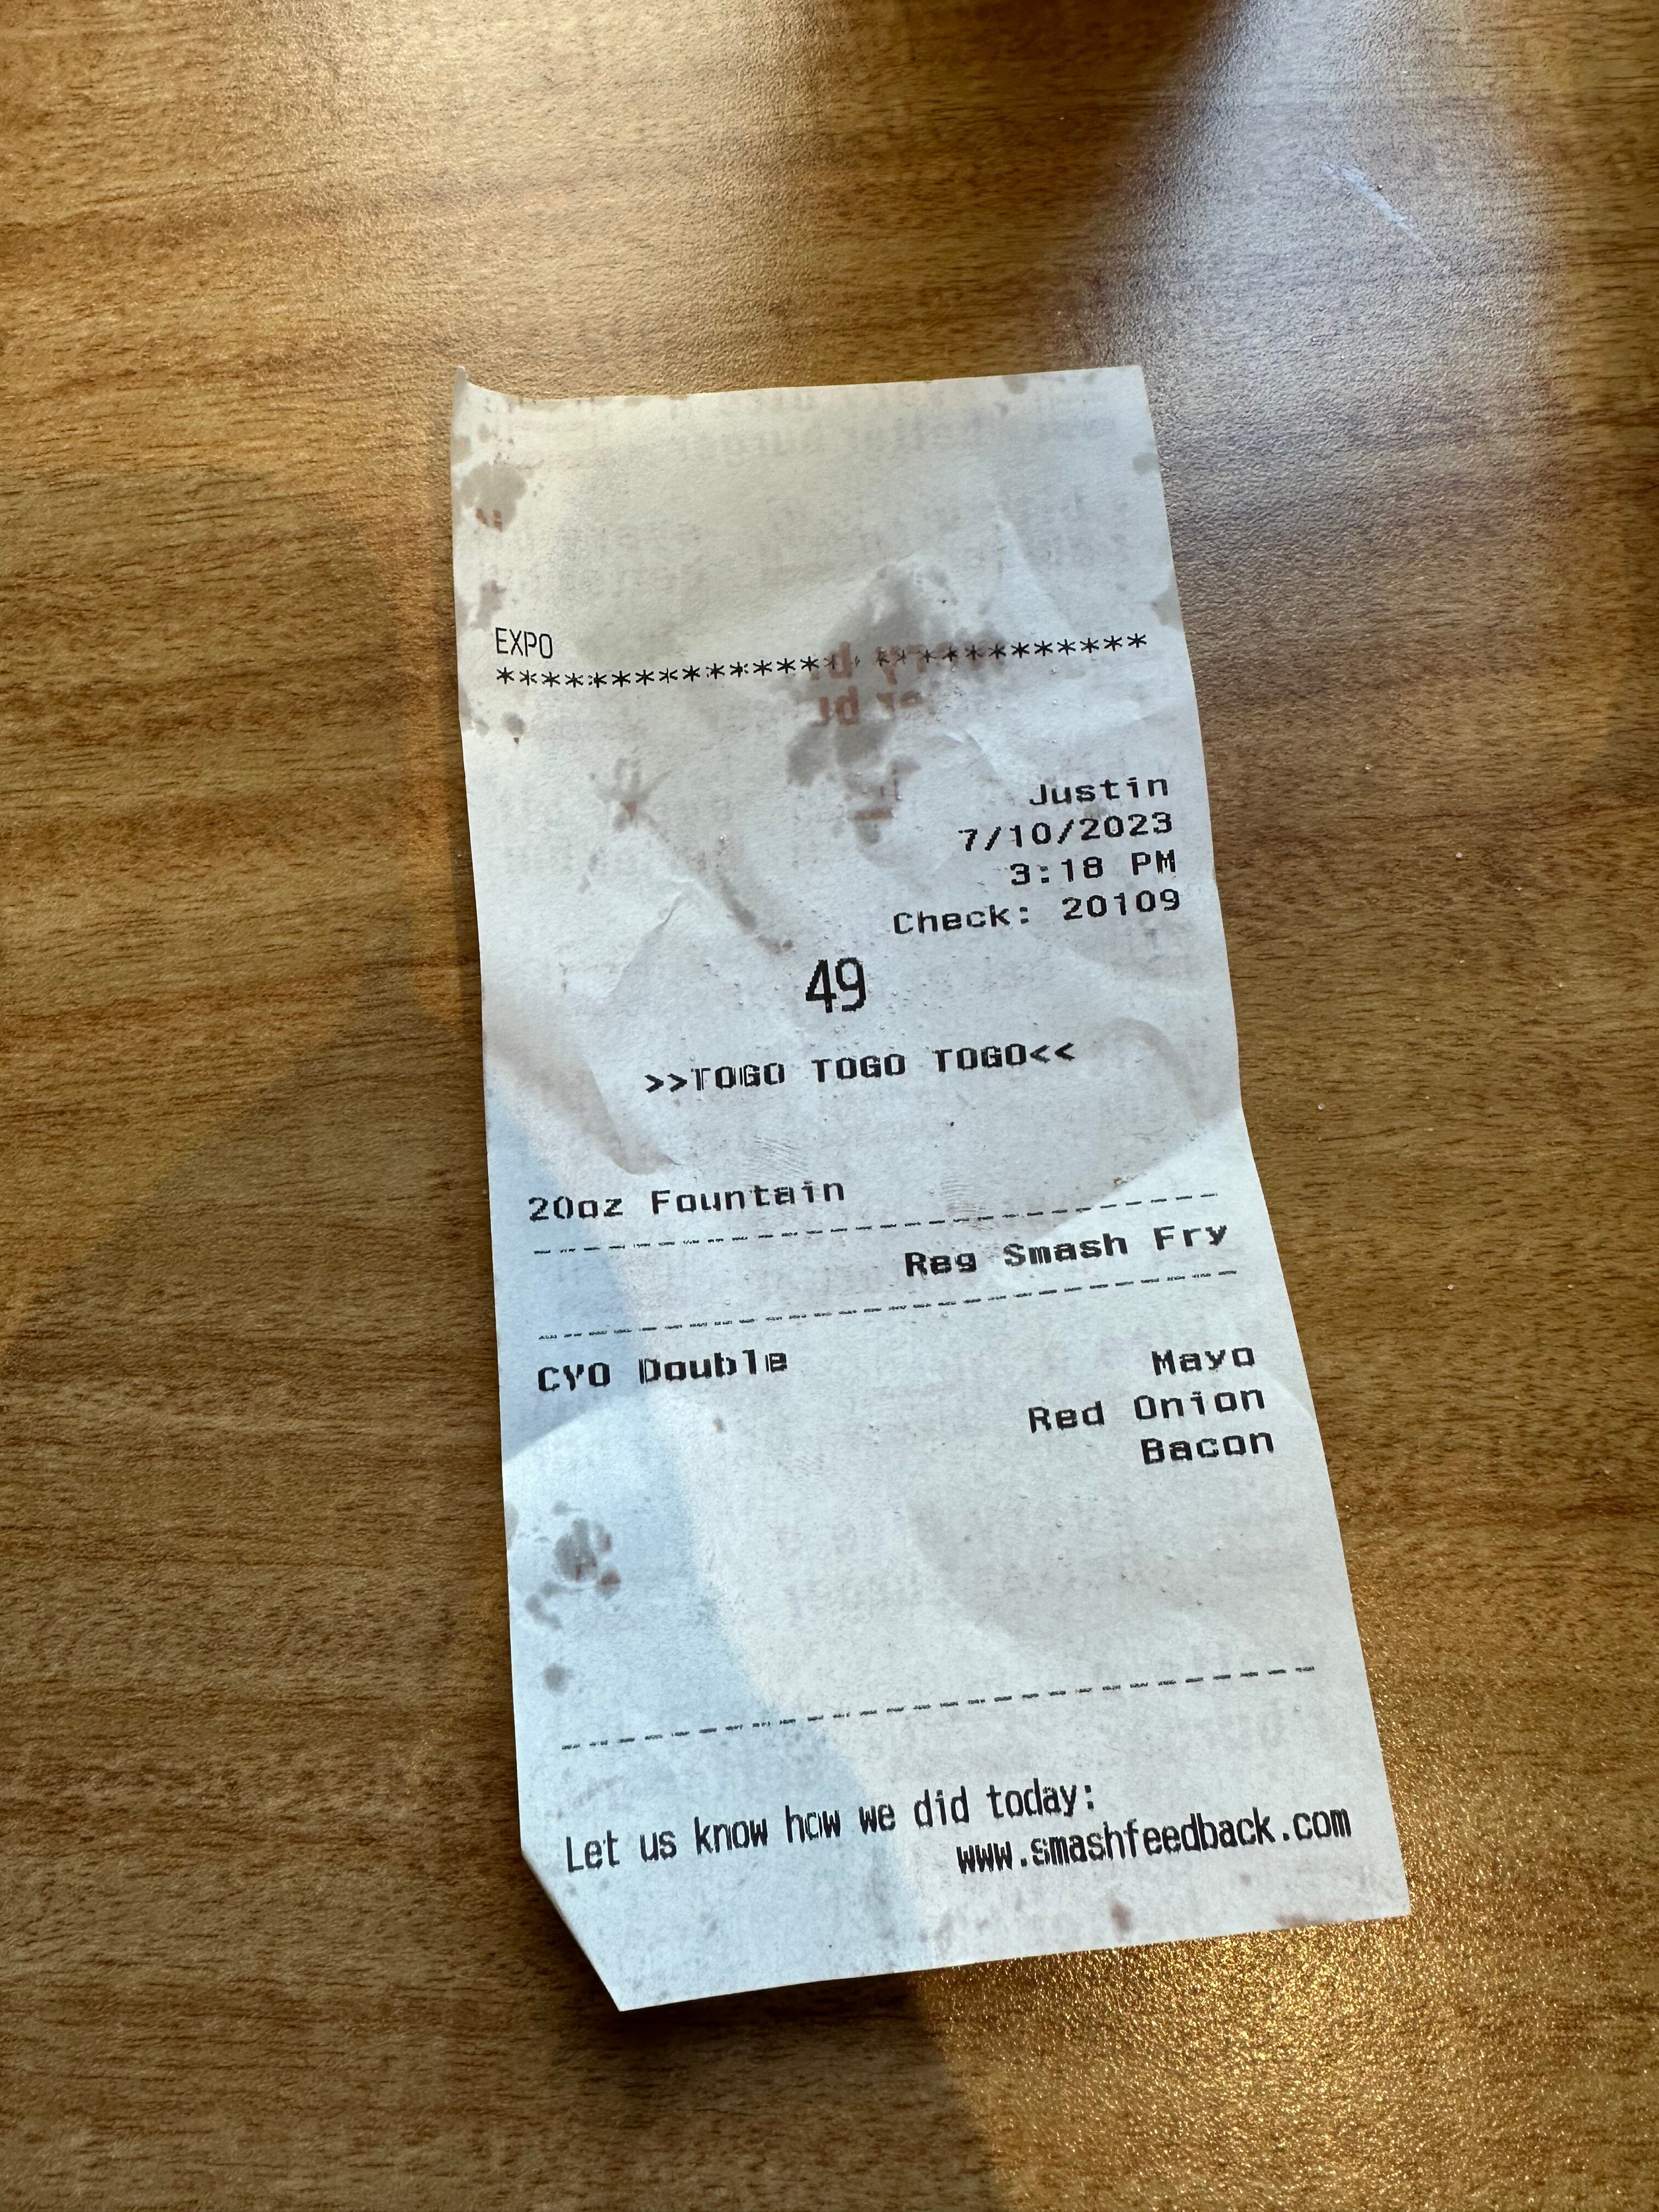 EXPO
******************************
Justin
7/10/2023
3:18 PM
Check: 20109
49
>>TOGO TOGO TOGO<<
20oz Fountain
Reg Smash Fry
CYO Double Mayo
Red Onion
Bacon
Let us know how we did today:
www.smashfeedback.com